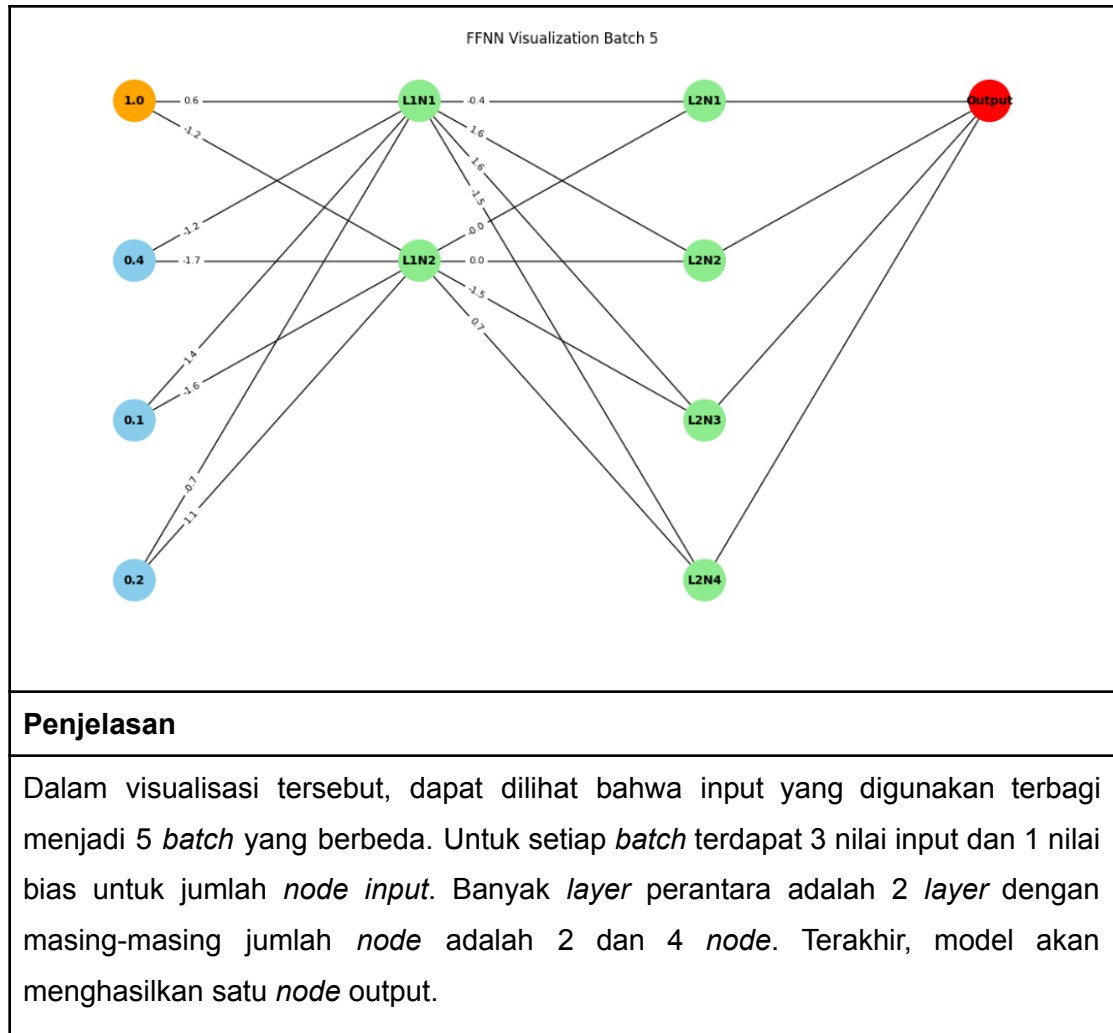 FFNN Visualization Batch 5
1.0
0.6
L1N1
-0.4
L2N1
Output
-1.2
1.6
1.6
-1.5
0.4
-1.2
-1.7
L1N2
-0.0
0.0
L2N2
-1.5
0.7
0.1
1.4
-1.6
L2N3
0.2
-0.7
1.1
L2N4
Penjelasan
Dalam visualisasi tersebut, dapat dilihat bahwa input yang digunakan terbagi
menjadi 5 batch yang berbeda. Untuk setiap batch terdapat 3 nilai input dan 1 nilai
bias untuk jumlah node input. Banyak layer perantara adalah 2 layer dengan
masing-masing jumlah node adalah 2 dan 4 node. Terakhir, model akan
menghasilkan satu node output.